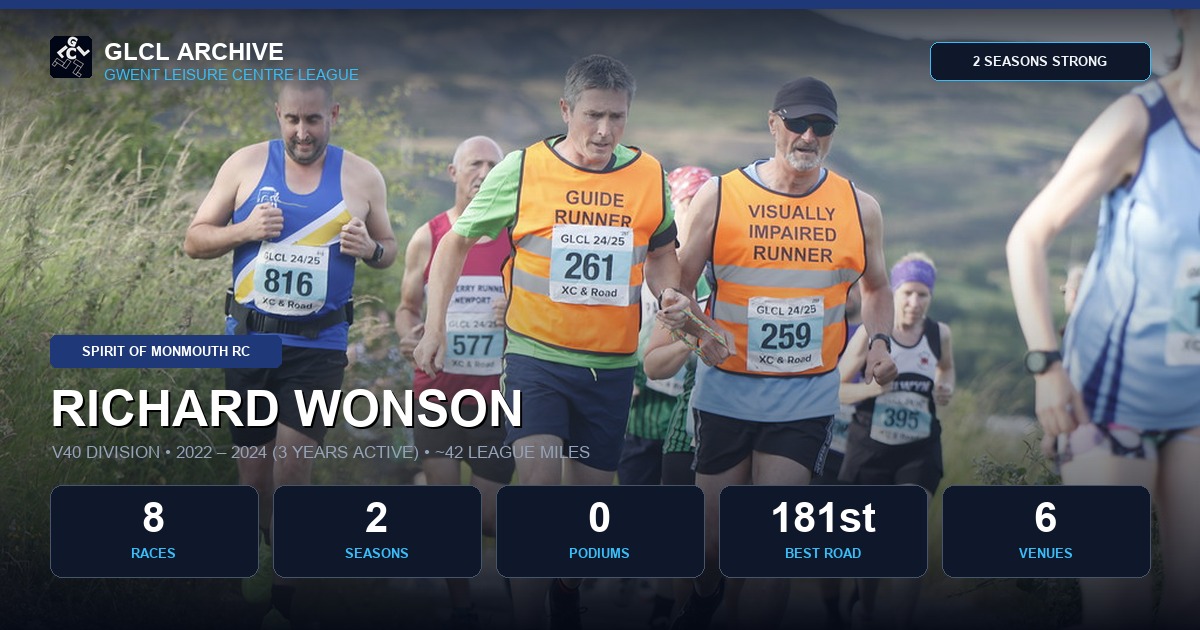 GLCL ARCHIVE
GWENT LEISURE CENTRE LEAGUE
2 SEASONS STRONG
GUIDE
RUNNER
GLCL 24/25
261
XC & Road
VISUALLY
IMPAIRED
RUNNER
GLCL 24/25
259
XC & Road
GLCL 24/25
816
XC & Road
NEWPORT
GLCL 24/25
577
XC & Road
395
SPIRIT OF MONMOUTH RC
RICHARD WONSON
V40 DIVISION • 2022 – 2024 (3 YEARS ACTIVE) • ~42 LEAGUE MILES
8
RACES
2
SEASONS
0
PODIUMS
181st
BEST ROAD
6
VENUES